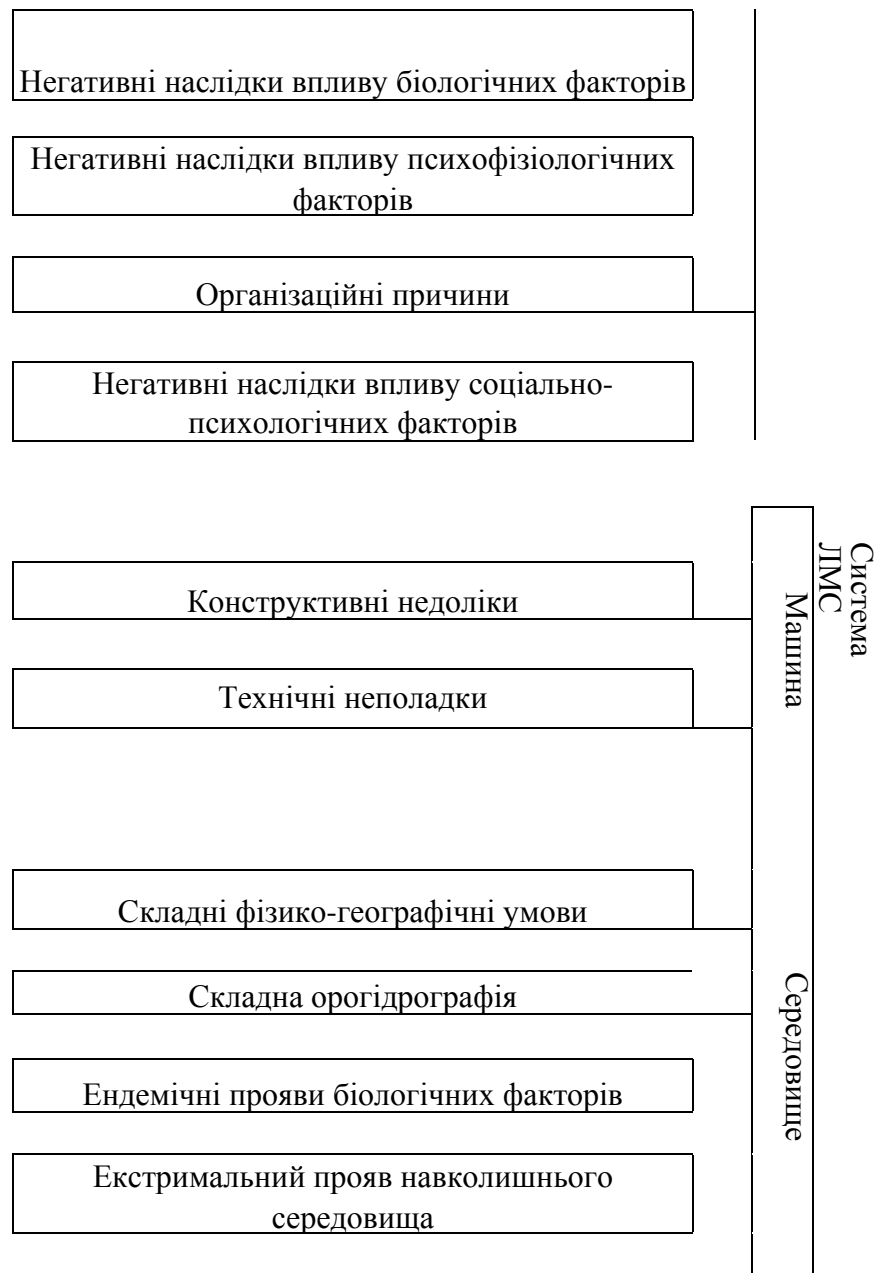 Негативні наслідки впливу біологічних факторів
Негативні наслідки впливу психофізіологічних
факторів
Організаційні причини
Негативні наслідки впливу соціально-
психологічних факторів
Конструктивні недоліки
Технічні неполадки
Складні фізико-географічні умови
Складна орогідрографія
Ендемічні прояви біологічних факторів
Екстримальний прояв навколишнього
середовища
Машина
Середовище
Система
ЛМС